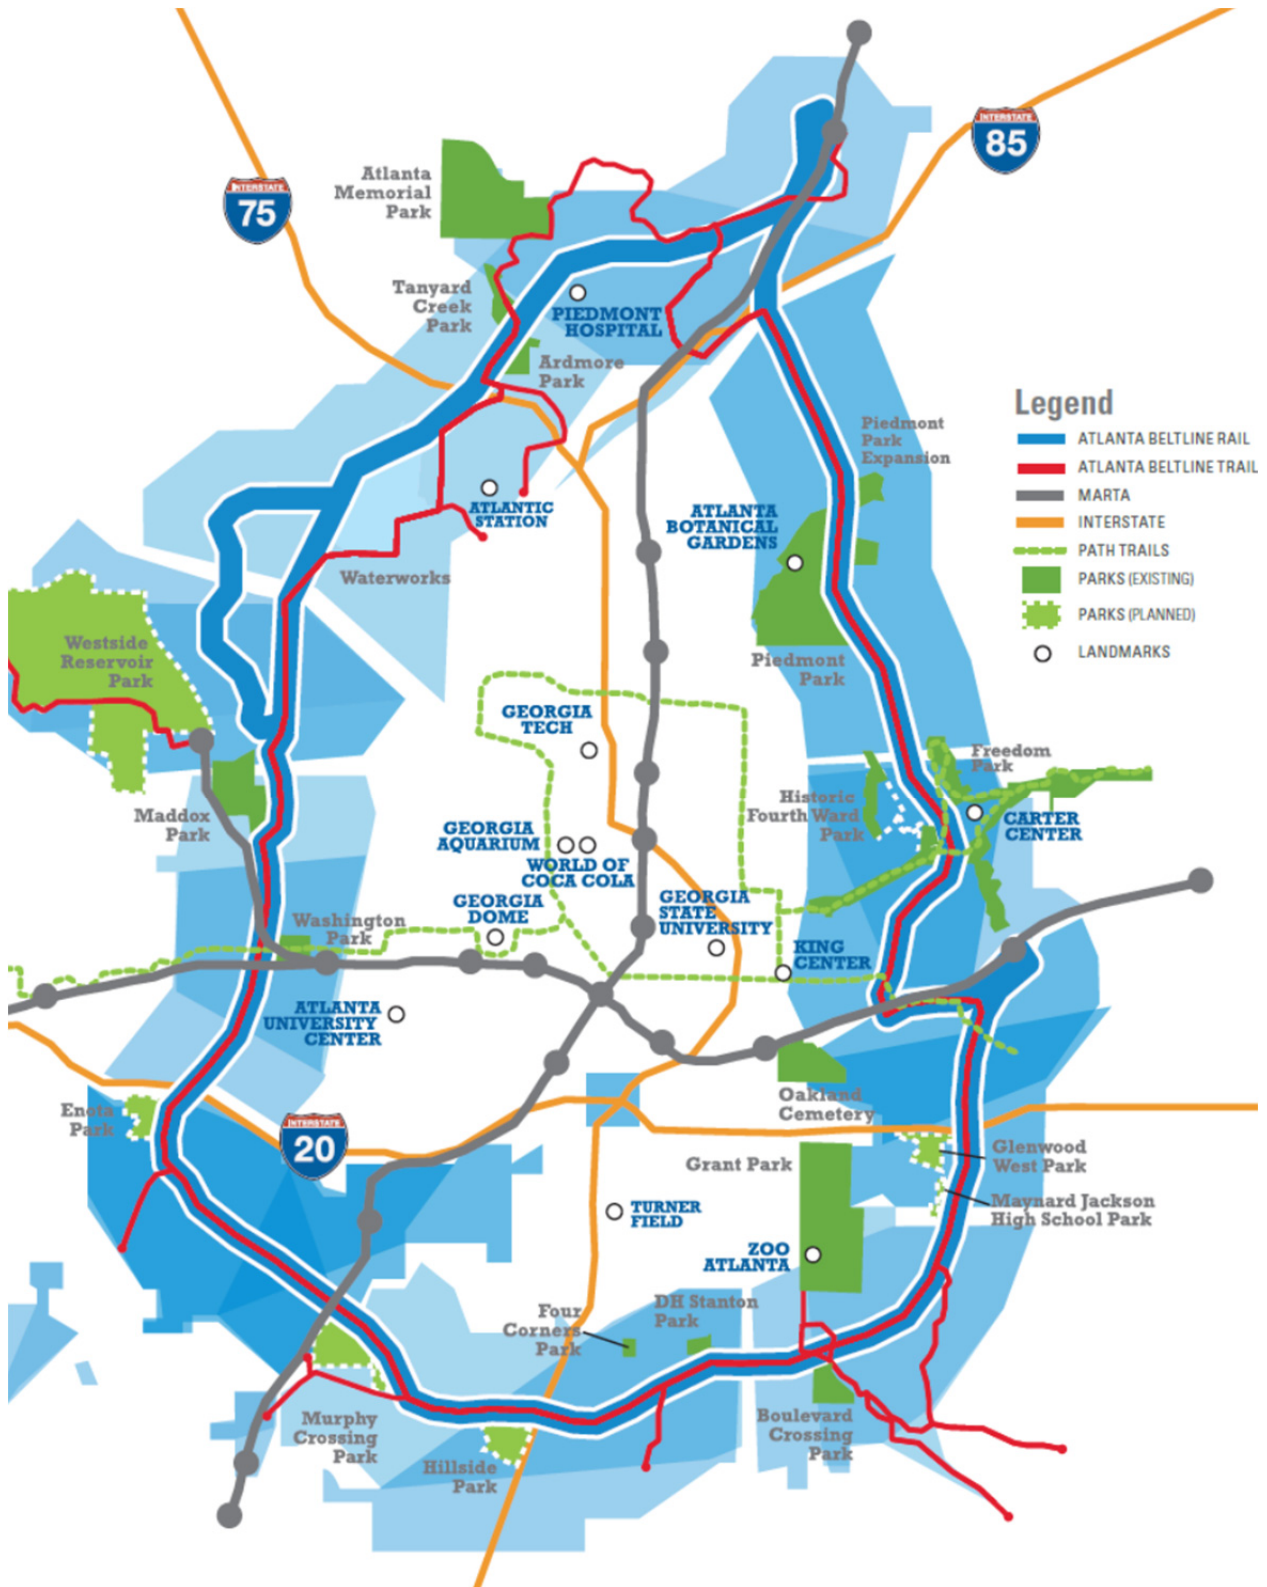 INTERSTATE
85
Atlanta
Memorial
Park
INTERSTATE
75
Tanyard
Creek
Park
PIEDMONT
HOSPITAL
Ardmore
Park
Legend
ATLANTA BELTLINE RAIL
ATLANTA BELTLINE TRAIL
MARTA
INTERSTATE
PATH TRAILS
PARKS (EXISTING)
PARKS (PLANNED)
LANDMARKS
Piedmont
Park
Expansion
ATLANTIC
STATION
ATLANTA
BOTANICAL
GARDENS
Waterworks
Westside
Reservoir
Park
Piedmont
Park
GEORGIA
TECH
Freedom
Park
Maddox
Park
Historic
Fourth Ward
Park
CARTER
CENTER
GEORGIA
AQUARIUM
WORLD OF
COCA COLA
GEORGIA
DOME
GEORGIA
STATE
UNIVERSITY
Washington
Park
KING
CENTER
ATLANTA
UNIVERSITY
CENTER
Enota
Park
Oakland
Cemetery
INTERSTATE
20
Grant Park
Glenwood
West Park
Maynard Jackson
High School Park
TURNER
FIELD
ZOO
ATLANTA
Four
Corners
Park
DH Stanton
Park
Murphy
Crossing
Park
Hillside
Park
Boulevard
Crossing
Park